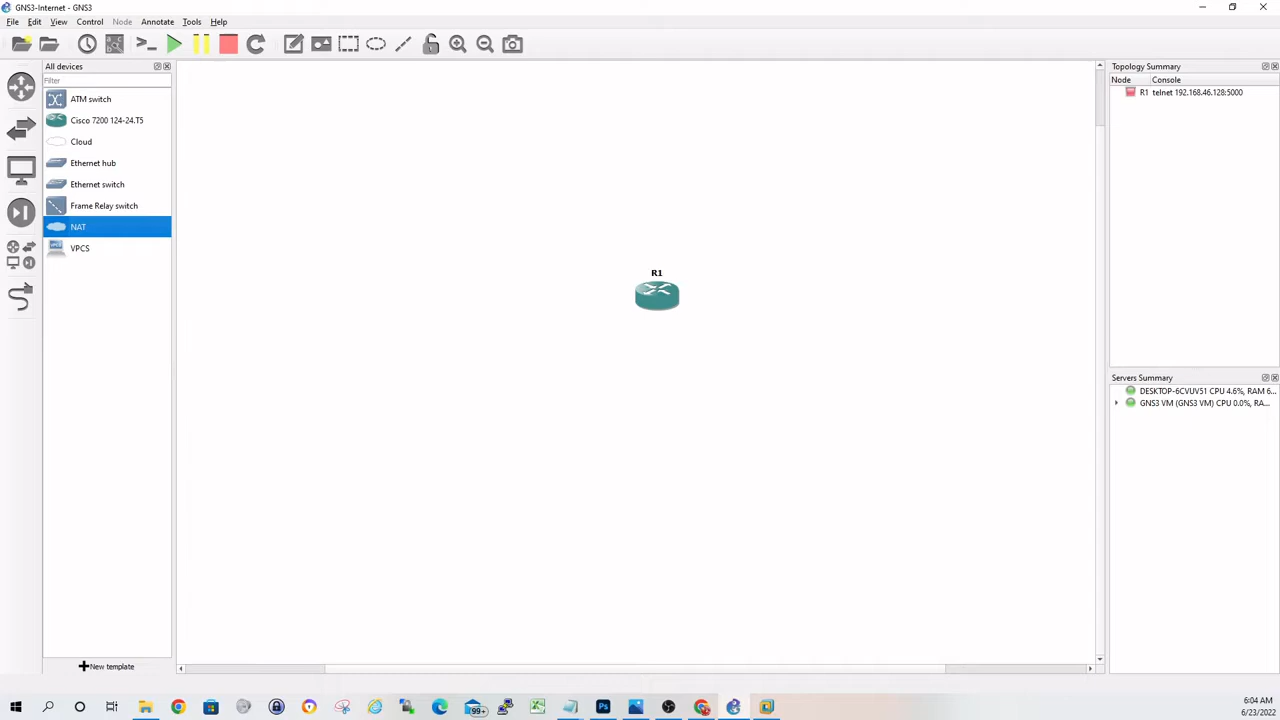 GNS3-Internet - GNS3
File Edit View Control Node Annotate Tools Help
All devices
Filter
ATM switch
Cisco 7200 124-24.T5
Cloud
Ethernet hub
Ethernet switch
Frame Relay switch
NAT
VPCS
New template
R1
Topology Summary
Node Console
R1 telnet 192.168.46.128:5000
Servers Summary
DESKTOP-6CVUV51 CPU 4.6%, RAM 6...
GNS3 VM (GNS3 VM) CPU 0.0%, RA...
99+
6:04 AM
6/23/2022